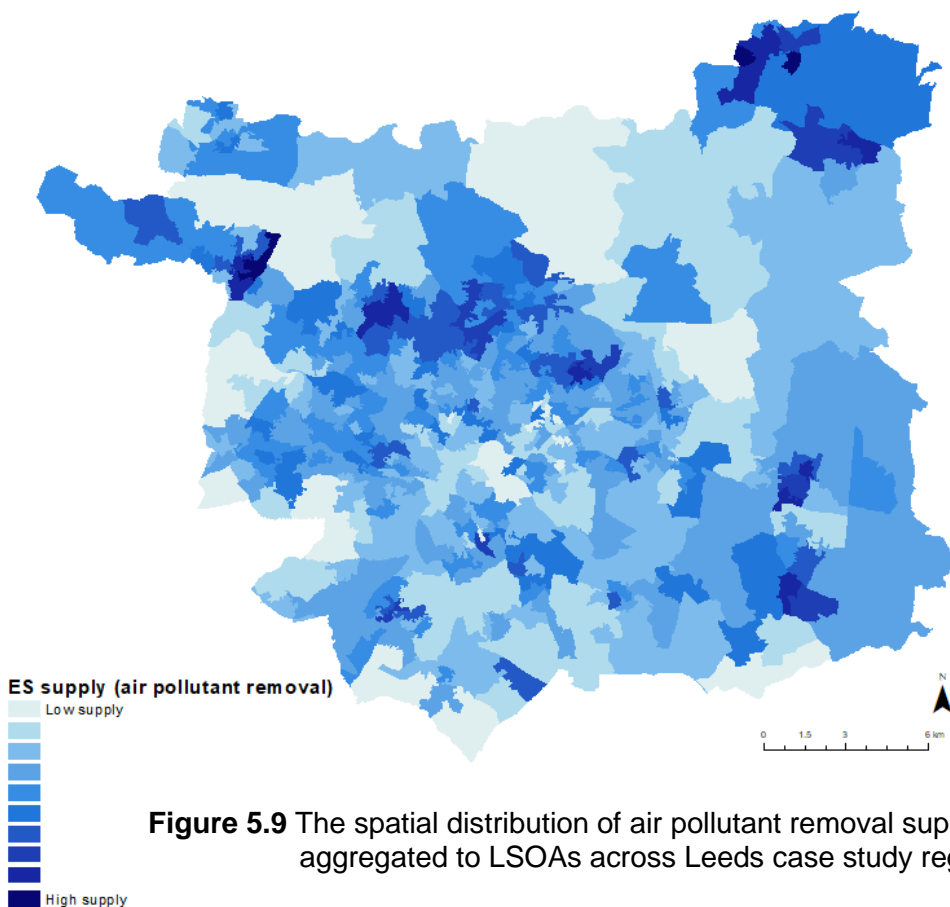 ES supply (air pollutant removal)
Low supply
High supply
N
0 1.5 3 6 km
Figure 5.9 The spatial distribution of air pollutant removal sup
aggregated to LSOAs across Leeds case study reg